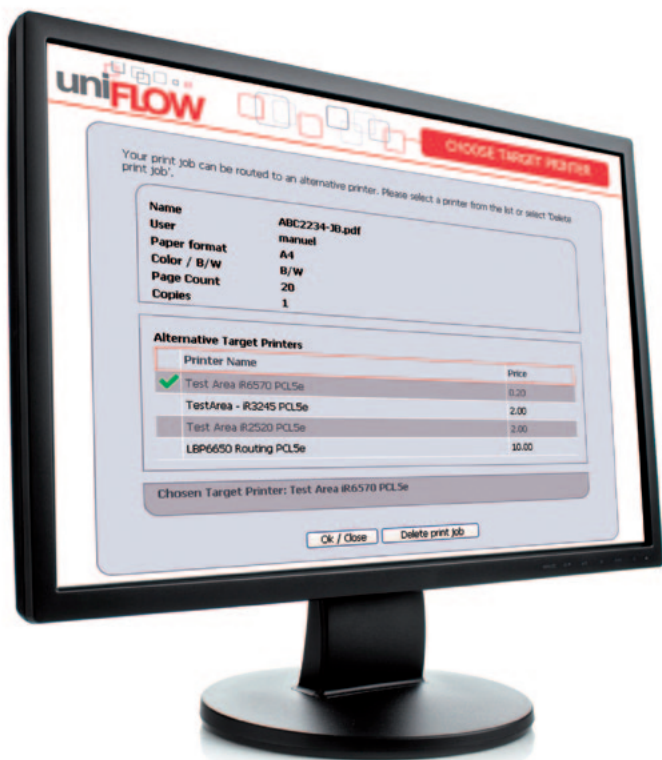 uniFLOW
CHOOSE TARGET PRINTER
Your print job can be routed to an alternative printer. Please select a printer from the list or select 'Delete
print job'.
Name ABC2234-JB.pdf
User manuel
Paper format A4
Color / B/W B/W
Page Count 20
Copies 1
Alternative Target Printers
Printer Name Price
Test Area iR6570 PCL5e 0.20
TestArea - iR3245 PCL5e 2.00
Test Area iR2520 PCL5e 2.00
LBP6650 Routing PCL5e 10.00
Chosen Target Printer: Test Area iR6570 PCL5e
Ok / Close Delete print job